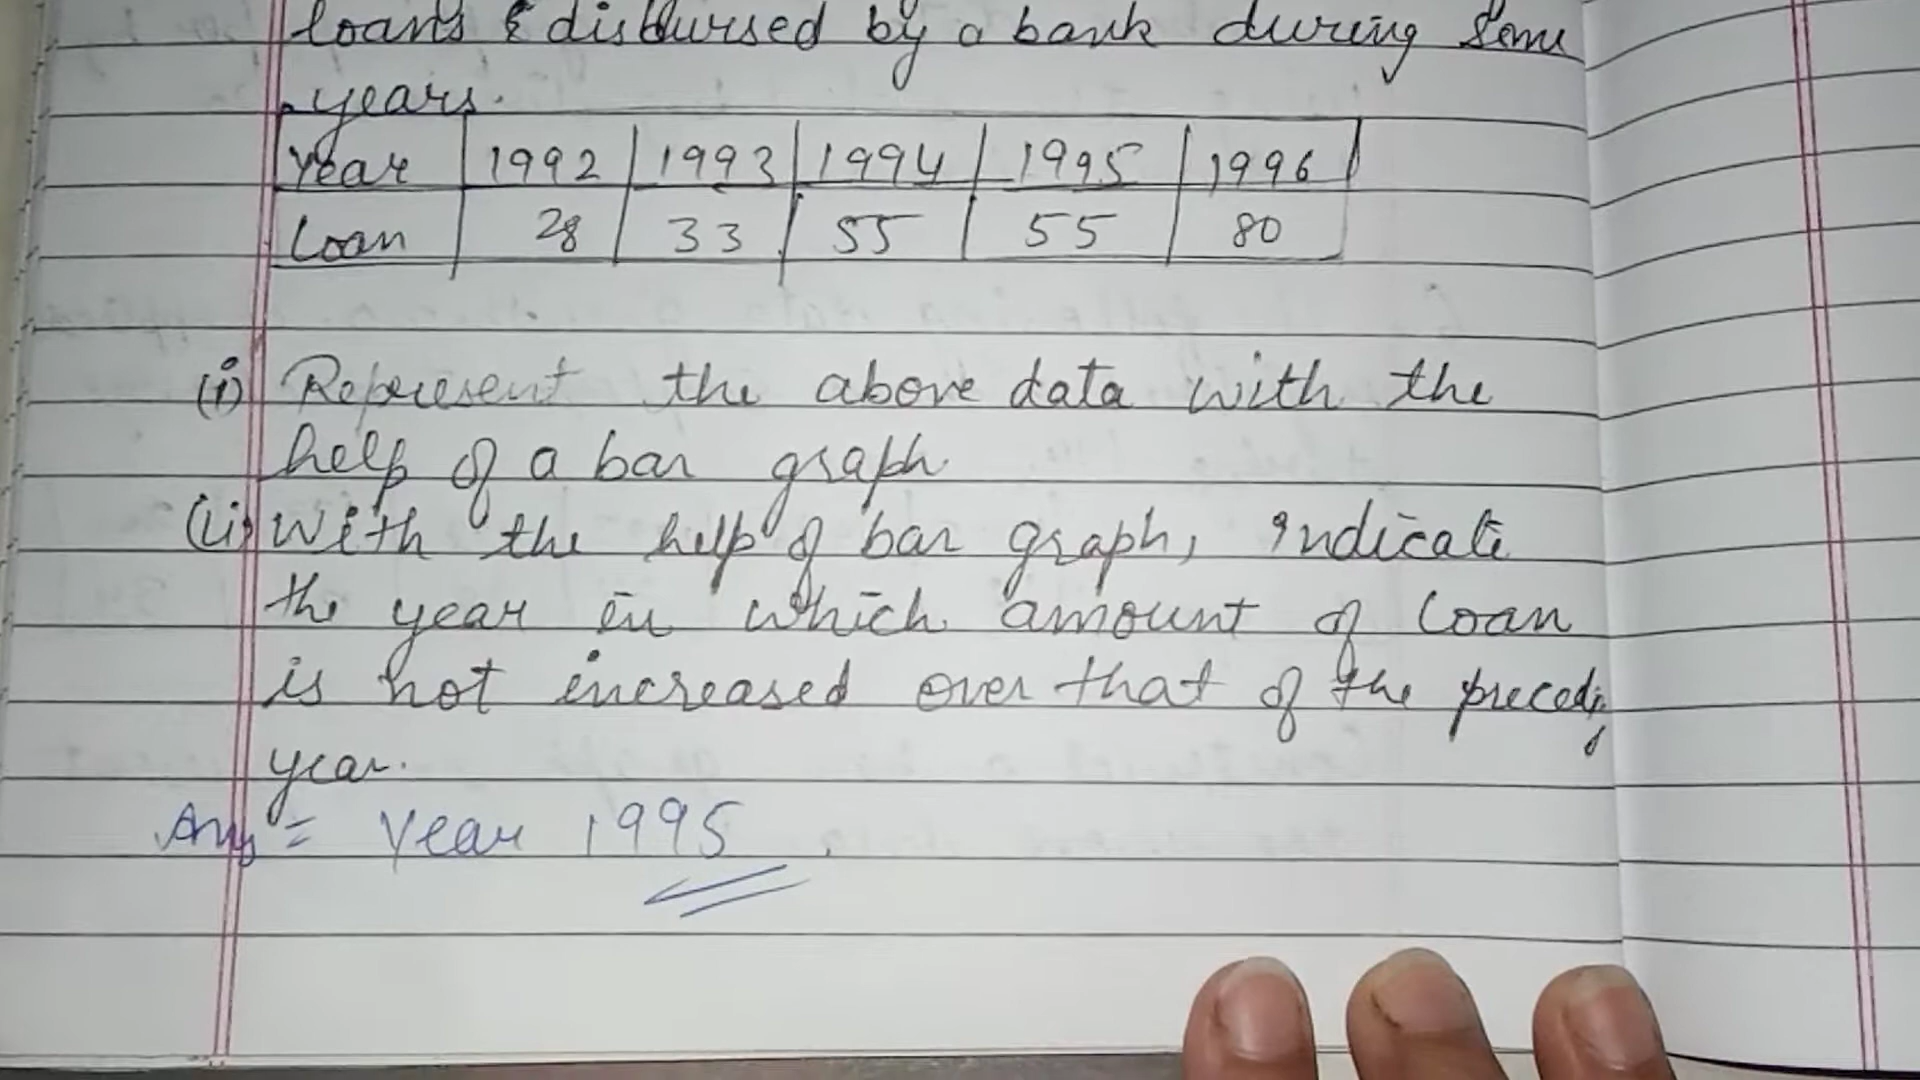 loans & disbursed by a bank during Some
years.
Year 1992 1993 1994 1995 1996
Loan 28 33 55 55 80
(i) Represent the above data with the
help of a bar graph.
(ii) With the help of bar graph, indicate
the year in which amount of loan
is not increased over that of the preceding
year.
Ans = Year 1995